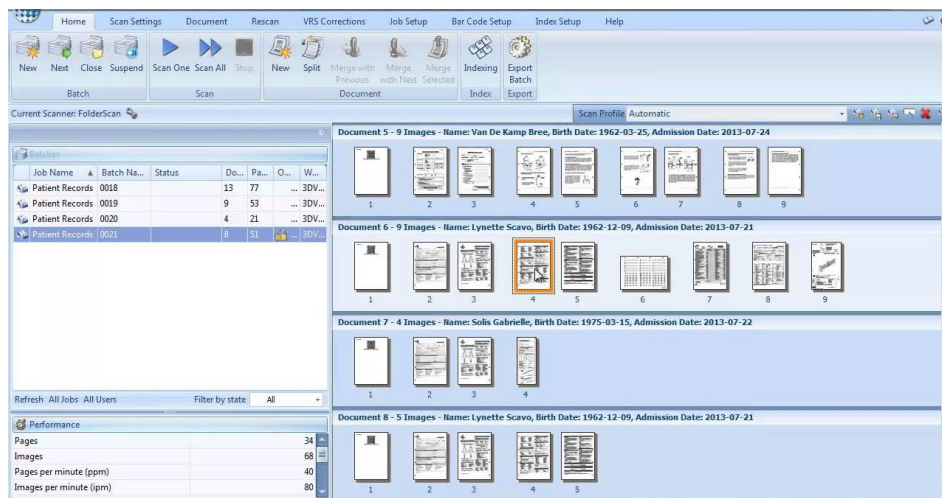 Home Scan Settings Document Rescan VRS Corrections Job Setup Bar Code Setup Index Setup Help
New Next Close Suspend Scan One Scan All Stop New Split Merge with Previous Merge with Next Merge Selected Indexing Export Batch
Batch Scan Document Index Export
Current Scanner: FolderScan Scan Profile Automatic
Document 5 - 9 Images - Name: Van De Kamp Bree, Birth Date: 1962-03-25, Admission Date: 2013-07-24
1 2 3 4 5 6 7 8 9
Batches
Job Name Batch Na... Status Do... Pa... O... W...
Patient Records 0018 13 77 ... 3DV...
Patient Records 0019 9 53 ... 3DV...
Patient Records 0020 4 21 ... 3DV...
Patient Records 0021 8 51 ... 3DV...
Document 6 - 9 Images - Name: Lynette Scavo, Birth Date: 1962-12-09, Admission Date: 2013-07-21
1 2 3 4 5 6 7 8 9
Document 7 - 4 Images - Name: Solis Gabrielle, Birth Date: 1975-03-15, Admission Date: 2013-07-22
1 2 3 4
Refresh All Jobs All Users Filter by state All
Document 8 - 5 Images - Name: Lynette Scavo, Birth Date: 1962-12-09, Admission Date: 2013-07-21
1 2 3 4 5
Performance
Pages 34
Images 68
Pages per minute (ppm) 40
Images per minute (ipm) 80